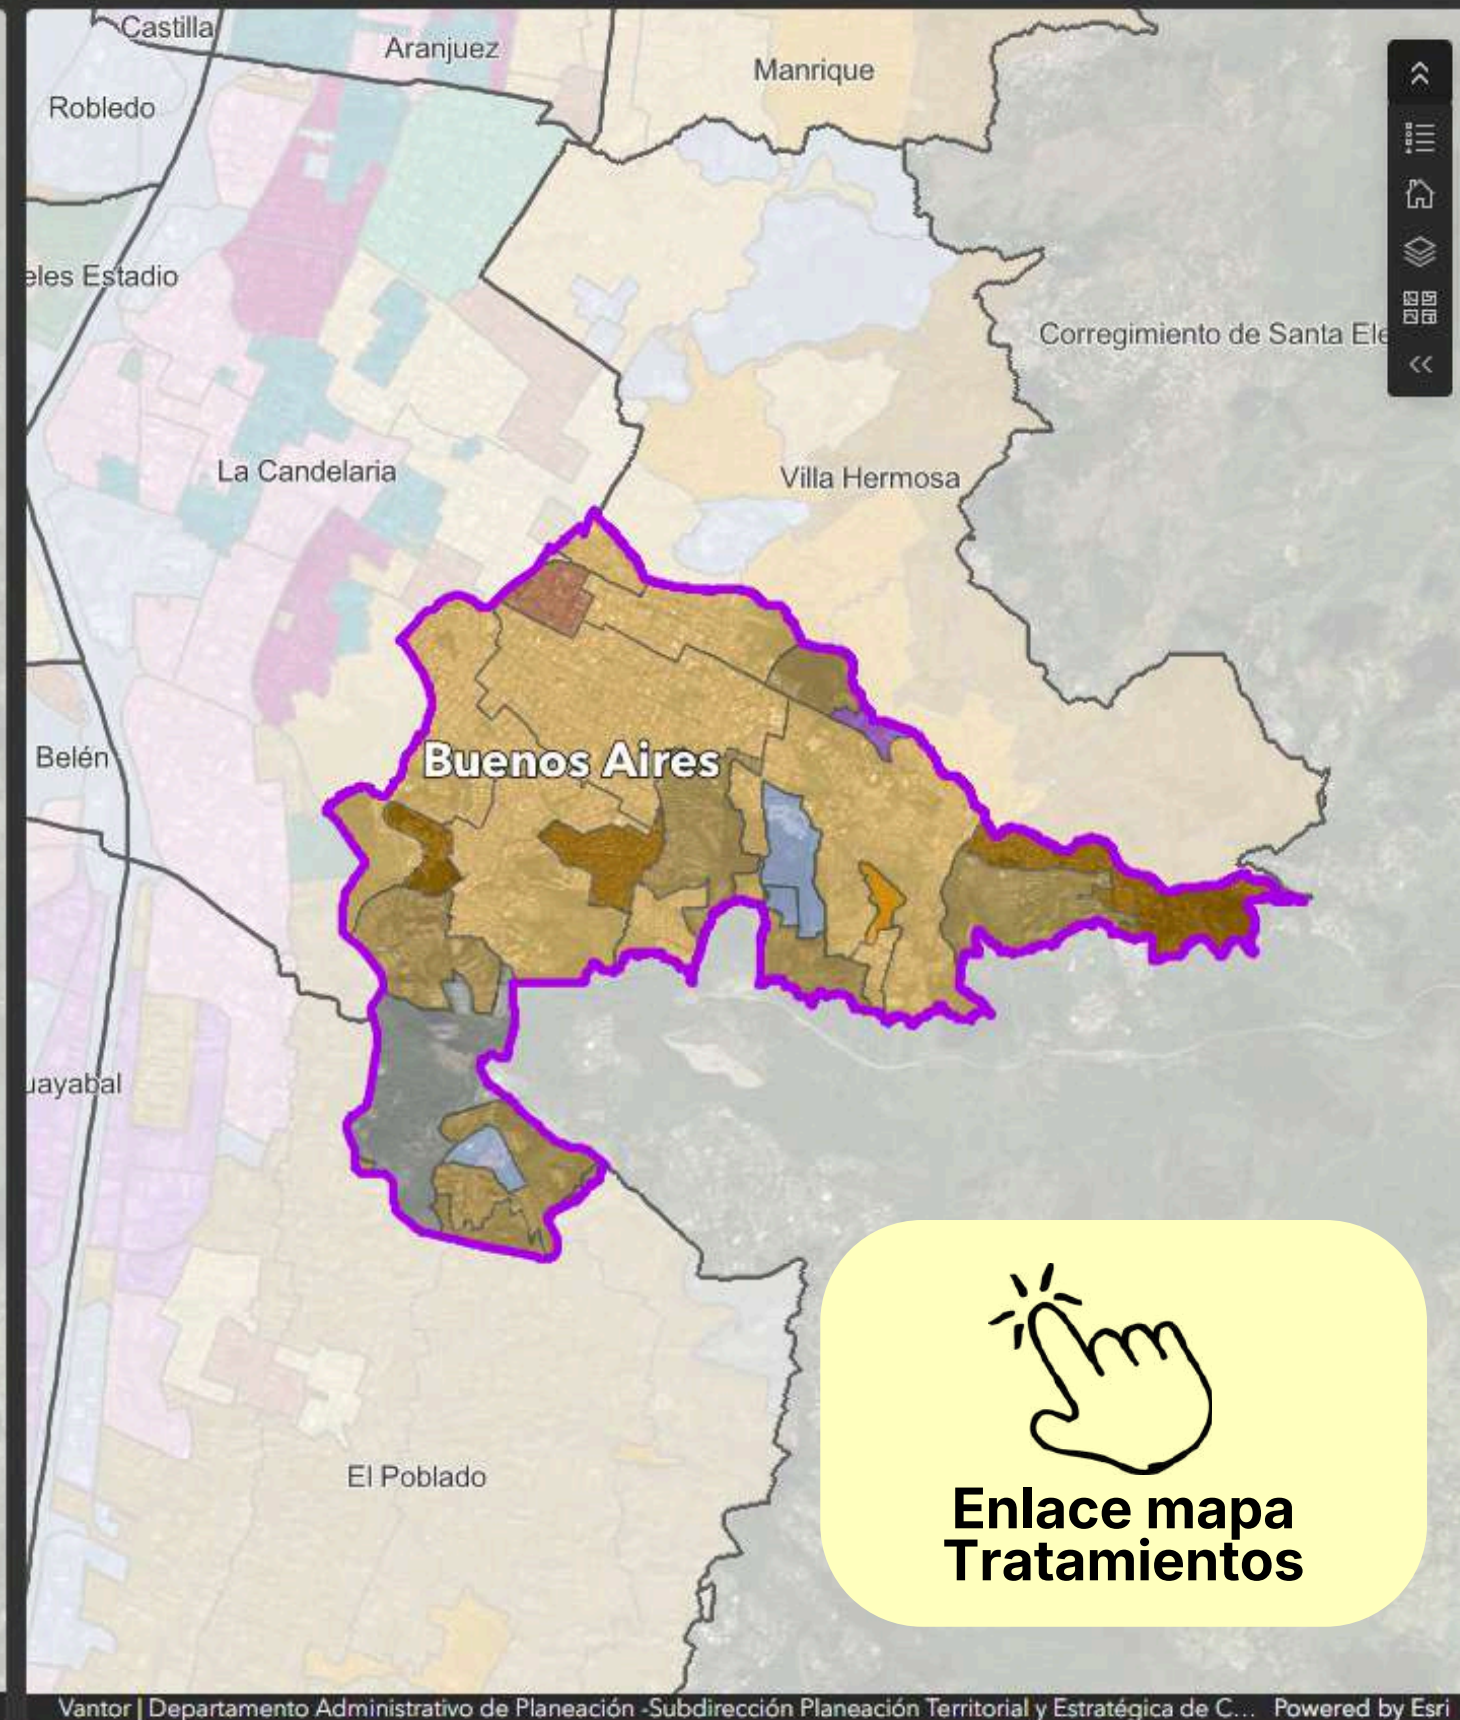 Castilla
Aranjuez
Manrique
Robledo
eles Estadio
Corregimiento de Santa Ele
La Candelaria
Villa Hermosa
Belén
Buenos Aires
uayabal
El Poblado
Enlace mapa
Tratamientos
Vantor | Departamento Administrativo de Planeación -Subdirección Planeación Territorial y Estratégica de C... Powered by Esri